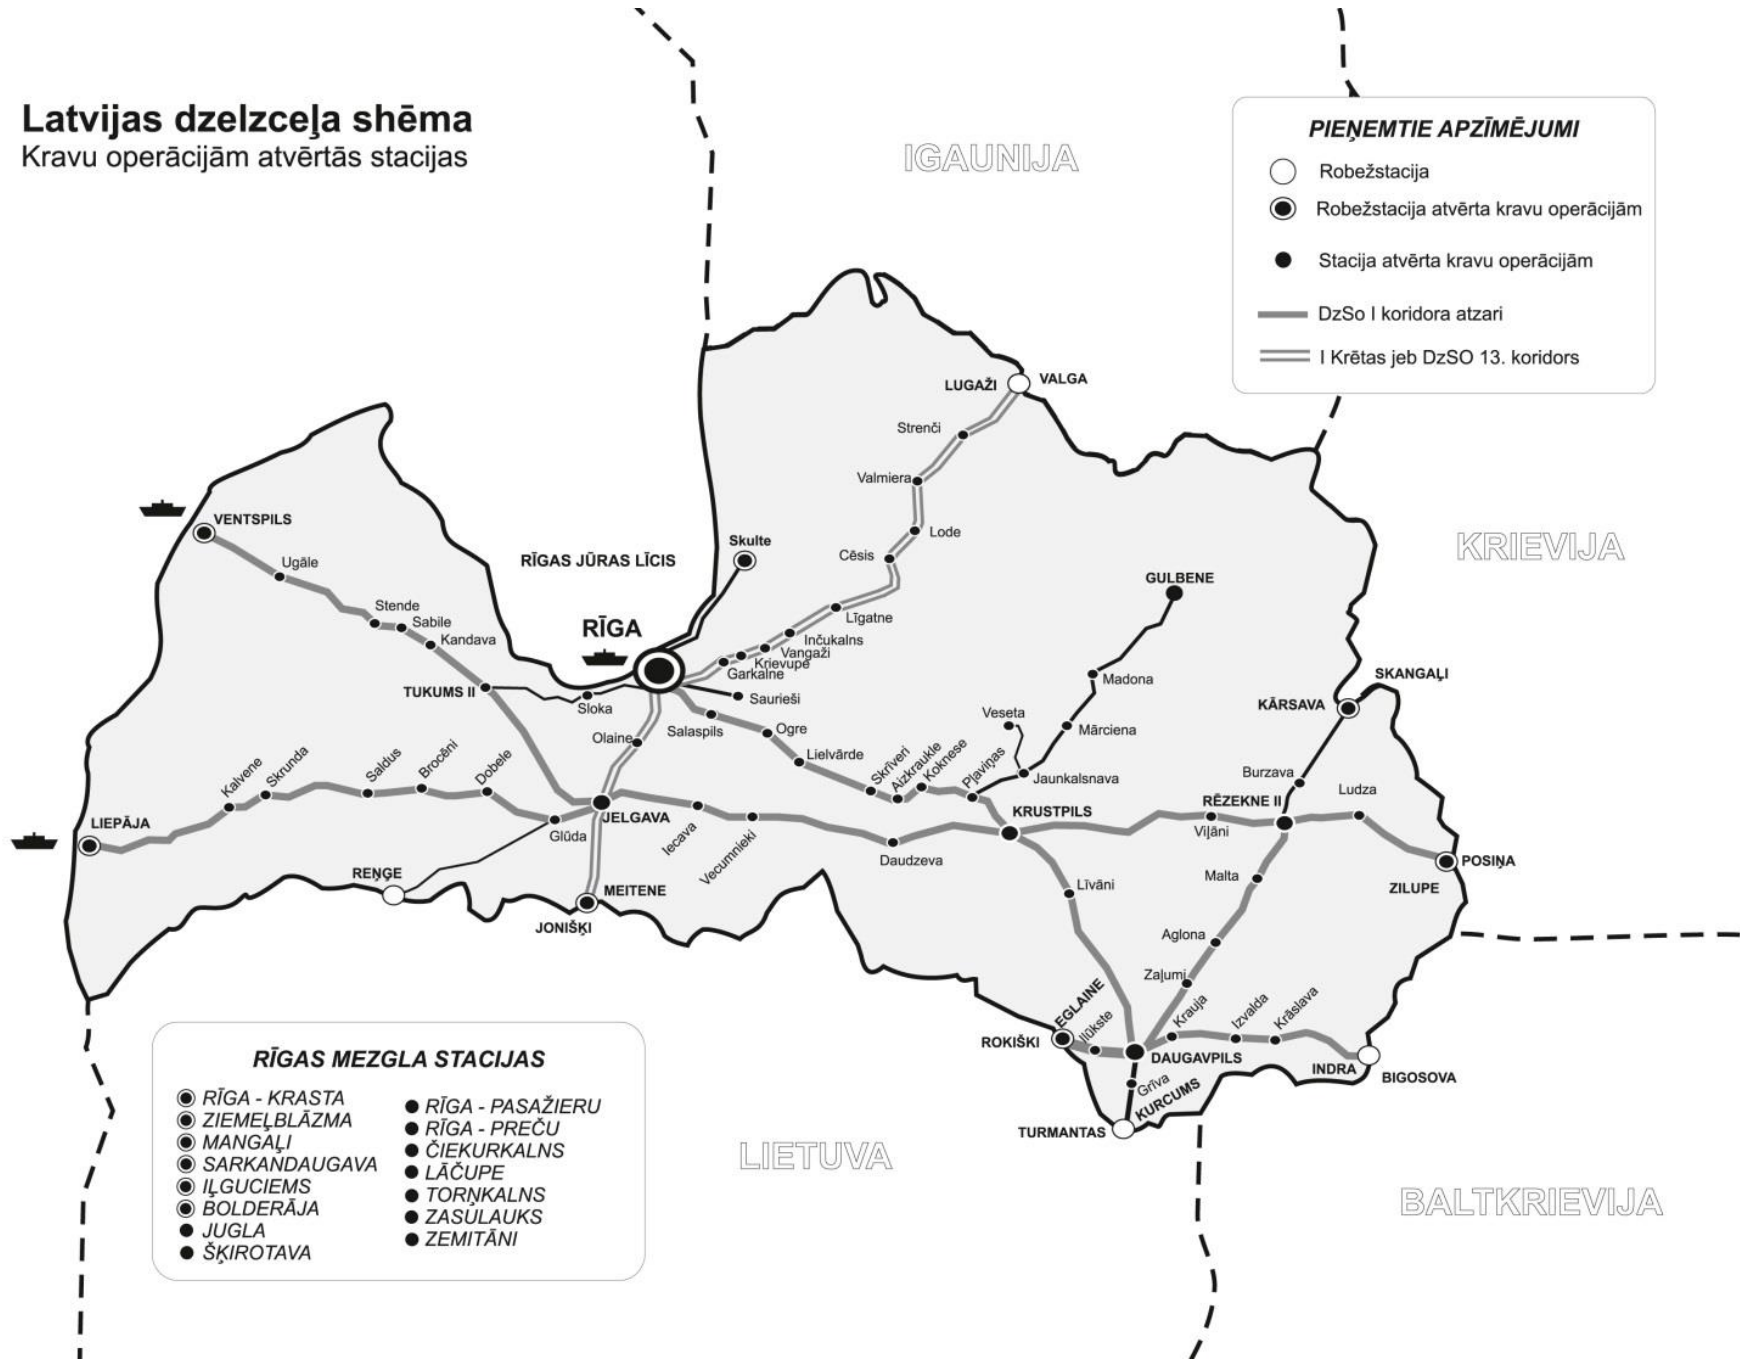 Latvijas dzelzceļa shēma
Kravu operācijām atvērtās stacijas
IGAUNIJA
PIEŅEMTIE APZĪMĒJUMI
Robežstacija
Robežstacija atvērta kravu operācijām
Stacija atvērta kravu operācijām
DzSo I koridora atzari
I Krētas jeb DzSO 13. koridors
LUGAŽI
VALGA
Strenči
Valmiera
Lode
Cēsis
Līgatne
Inčukalns
Vangaži
Krievupe
Garkalne
VENTSPILS
Ugāle
Stende
Sabile
Kandava
TUKUMS II
RĪGAS JŪRAS LĪCIS
Skulte
RĪGA
Sloka
Saurieši
Olaine
Salaspils
Ogre
Lielvārde
Skrīveri
Aizkraukle
Koknese
Pļaviņas
Veseta
GULBENE
Madona
Mārciena
Jaunkalsnava
KRIEVIJA
SKANGAĻI
KĀRSAVA
Burzava
RĒZEKNE II
Ludza
Viļāni
POSIŅA
ZILUPE
KRUSTPILS
LIEPĀJA
Kalvene
Skrunda
Saldus
Brocēni
Dobele
Glūda
JELGAVA
Iecava
Vecumnieki
Daudzeva
REŅĢE
MEITENE
JONIŠĶI
Līvāni
Malta
Aglona
Zaļumi
Krauja
Izvalda
Krāslava
EGLAINE
Ilūkste
ROKIŠKI
DAUGAVPILS
INDRA
BIGOSOVA
Grīva
KURCUMS
TURMANTAS
LIETUVA
BALTKRIEVIJA
RĪGAS MEZGLA STACIJAS
RĪGA - KRASTA
ZIEMEĻBLĀZMA
MANGAĻI
SARKANDAUGAVA
IĻGUCIEMS
BOLDERĀJA
JUGLA
ŠĶIROTAVA
RĪGA - PASAŽIERU
RĪGA - PREČU
ČIEKURKALNS
LĀČUPE
TORŅKALNS
ZASULAUKS
ZEMITĀNI